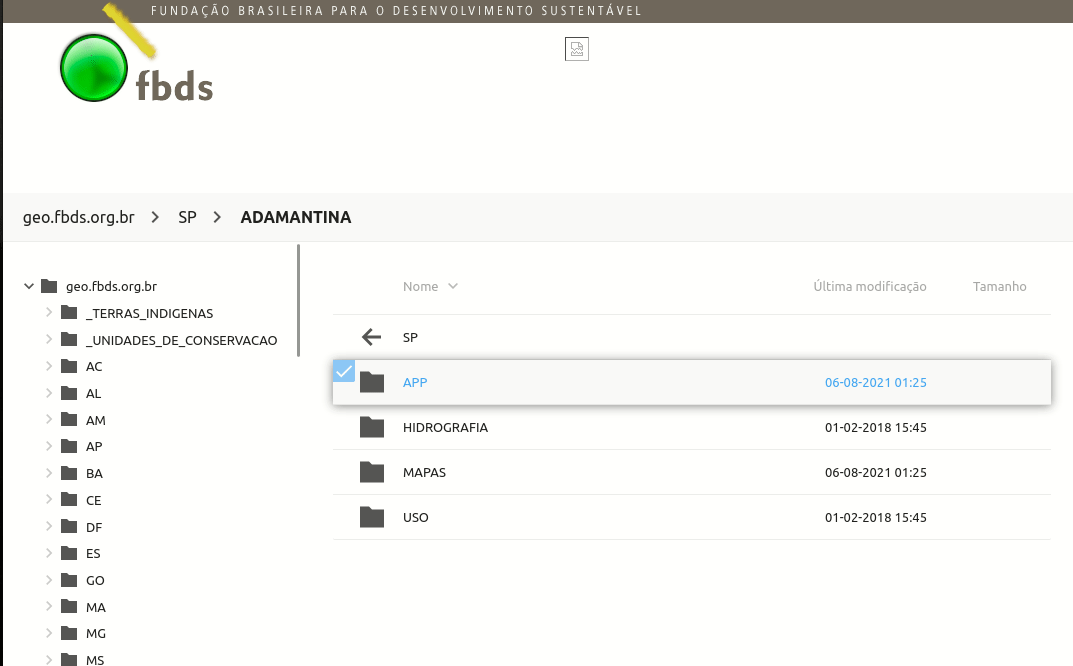 FUNDAÇÃO BRASILEIRA PARA O DESENVOLVIMENTO SUSTENTÁVEL
fbds
geo.fbds.org.br > SP > ADAMANTINA
geo.fbds.org.br
_TERRAS_INDIGENAS
_UNIDADES_DE_CONSERVACAO
AC
AL
AM
AP
BA
CE
DF
ES
GO
MA
MG
MS
Nome Última modificação Tamanho
SP
APP 06-08-2021 01:25
HIDROGRAFIA 01-02-2018 15:45
MAPAS 06-08-2021 01:25
USO 01-02-2018 15:45